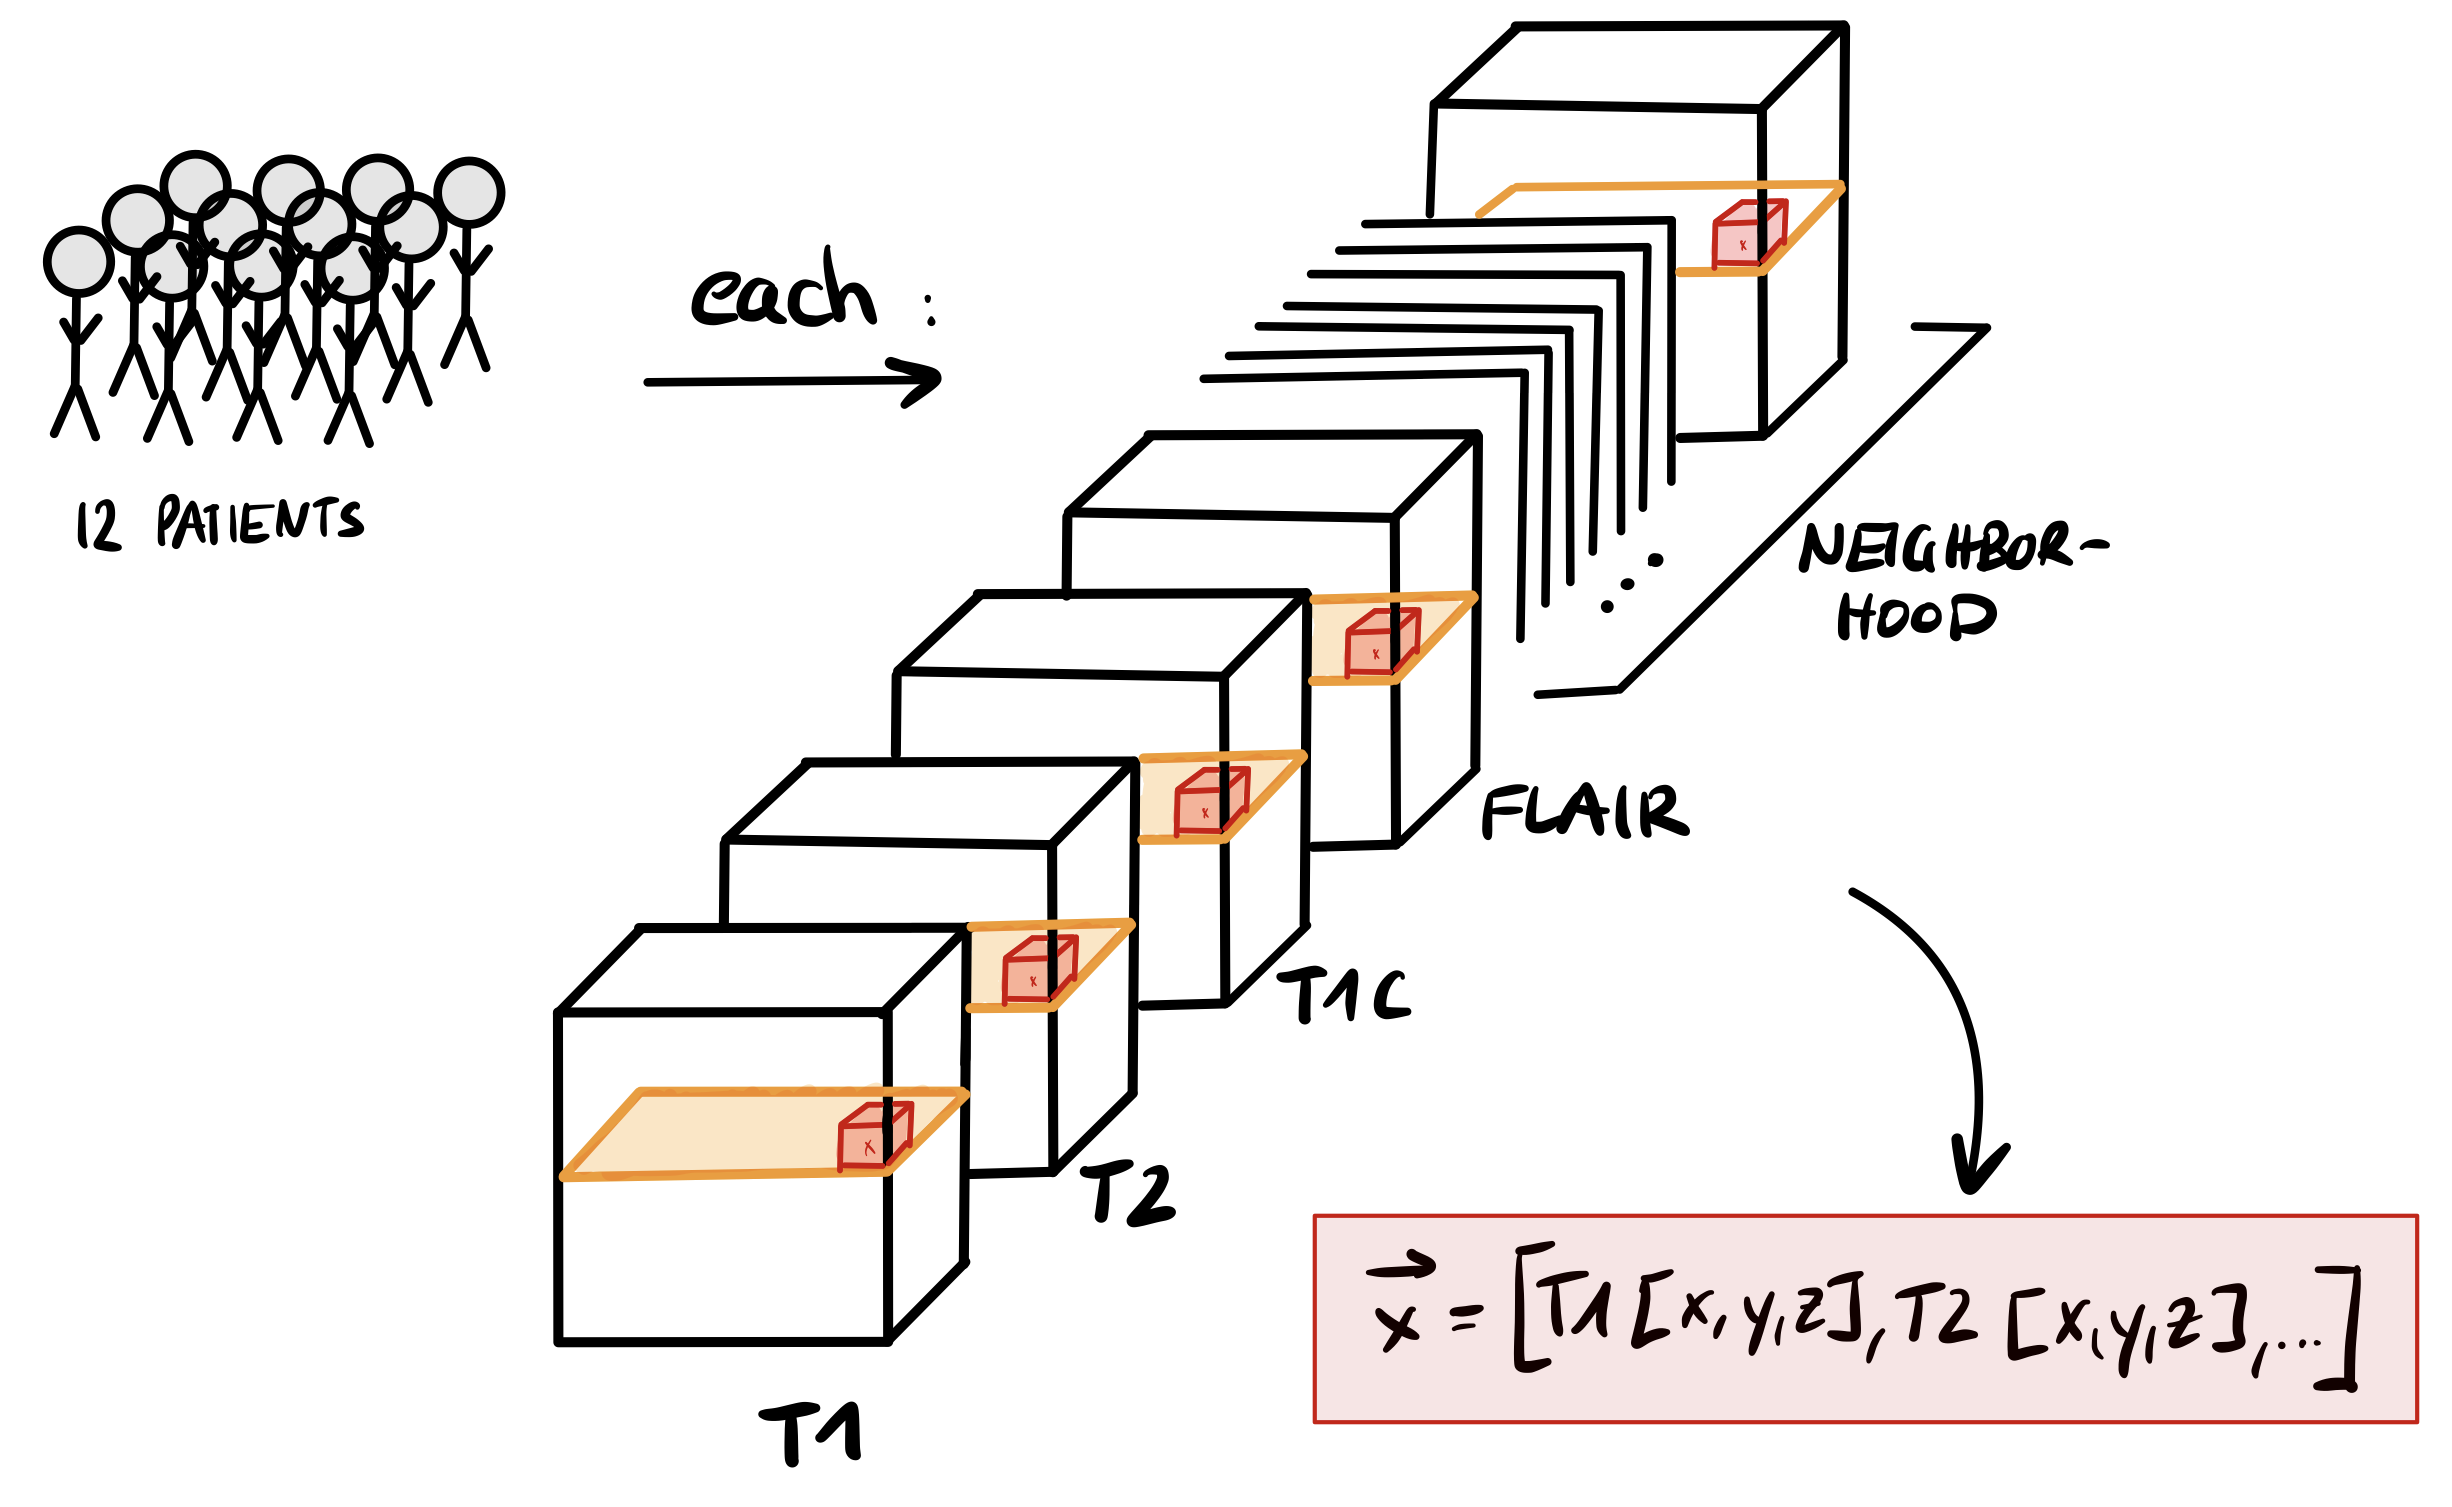 each :
12 PATIENTS
NEIGHBOR-
HOOD
FLAIR
T1C
T2
T1
x x x x x
x⃗ = [T1[x,y,z], T2[x,y,z], ...]